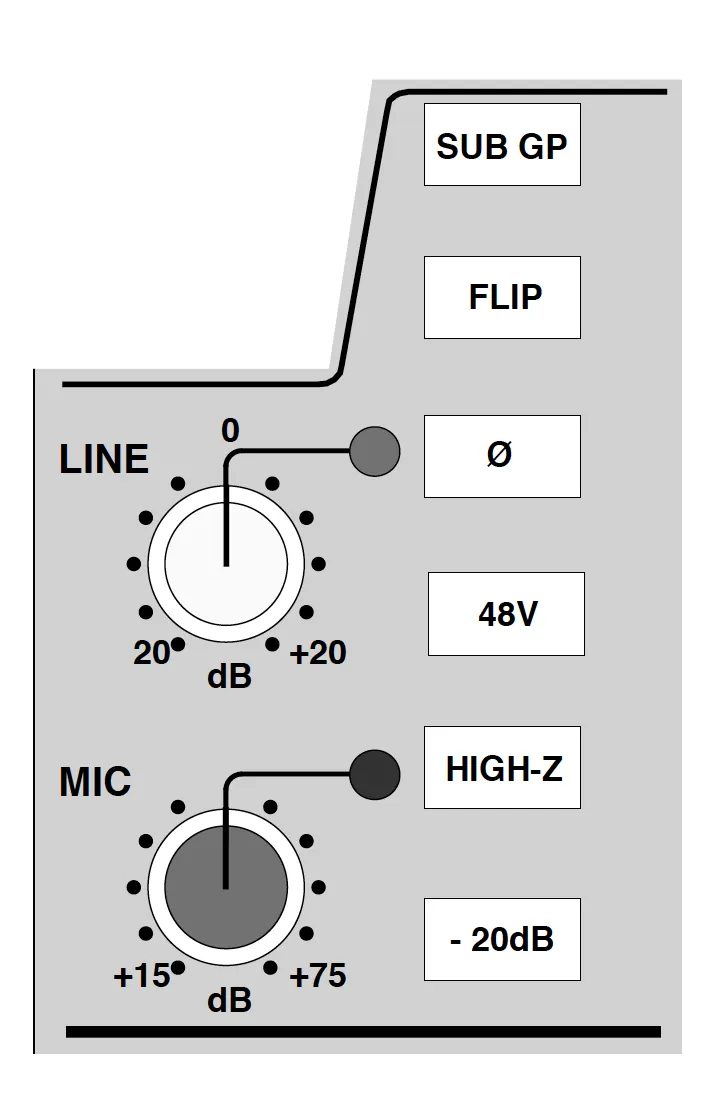 SUB GP
FLIP
0
LINE
Ø
20
+20
dB
48V
MIC
HIGH-Z
+15
+75
dB
- 20dB